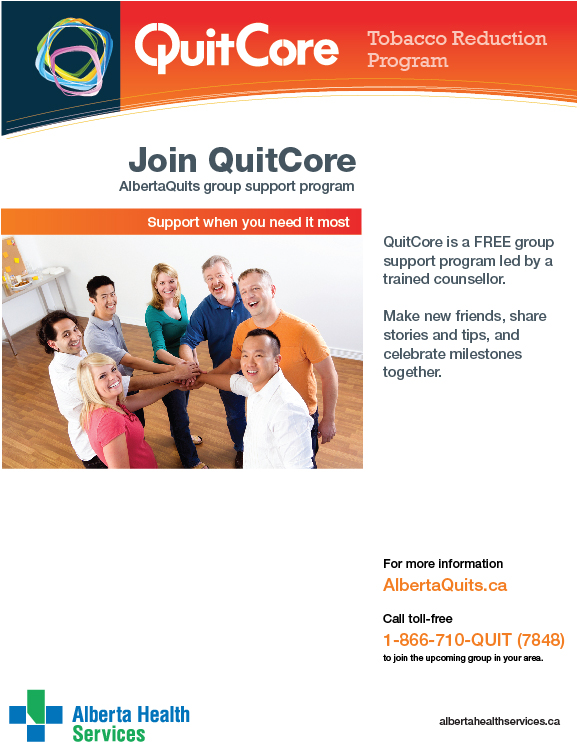 QuitCore
Tobacco Reduction
Program
Join QuitCore
AlbertaQuits group support program
Support when you need it most
QuitCore is a FREE group
support program led by a
trained counsellor.
Make new friends, share
stories and tips, and
celebrate milestones
together.
For more information
AlbertaQuits.ca
Call toll-free
1-866-710-QUIT (7848)
to join the upcoming group in your area.
Alberta Health
Services
albertahealthservices.ca